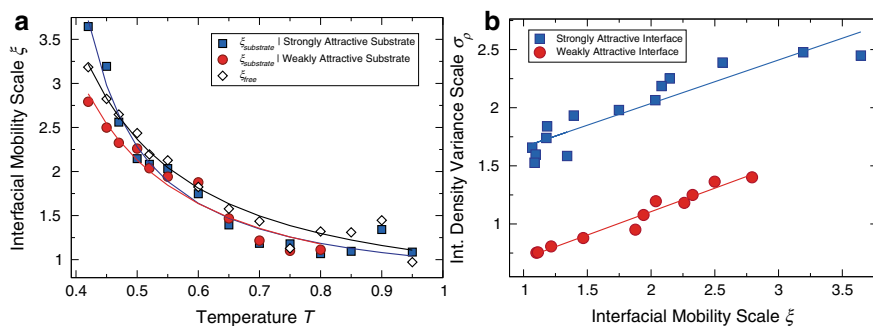 a
Interfacial Mobility Scale ξ
3.5
3
2.5
2
1.5
1
0.4 0.5 0.6 0.7 0.8 0.9 1
Temperature T
ξsubstrate | Strongly Attractive Substrate
ξsubstrate | Weakly Attractive Substrate
ξfree
b
Int. Density Variance Scale σρ
2.5
2
1.5
1
1 1.5 2 2.5 3 3.5
Interfacial Mobility Scale ξ
Strongly Attractive Interface
Weakly Attractive Interface